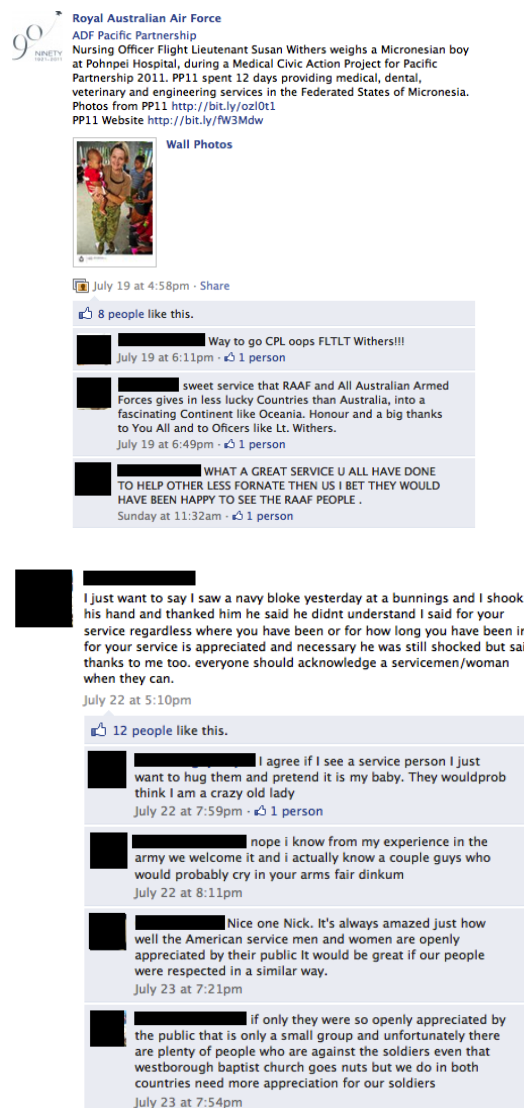 90
NINETY
1921-2011
Royal Australian Air Force
ADF Pacific Partnership
Nursing Officer Flight Lieutenant Susan Withers weighs a Micronesian boy
at Pohnpei Hospital, during a Medical Civic Action Project for Pacific
Partnership 2011. PP11 spent 12 days providing medical, dental,
veterinary and engineering services in the Federated States of Micronesia.
Photos from PP11 http://bit.ly/ozl0t1
PP11 Website http://bit.ly/fW3Mdw
Wall Photos
July 19 at 4:58pm · Share
8 people like this.
Way to go CPL oops FLTLT Withers!!!
July 19 at 6:11pm · 1 person
sweet service that RAAF and All Australian Armed
Forces gives in less lucky Countries than Australia, into a
fascinating Continent like Oceania. Honour and a big thanks
to You All and to Oficers like Lt. Withers.
July 19 at 6:49pm · 1 person
WHAT A GREAT SERVICE U ALL HAVE DONE
TO HELP OTHER LESS FORNATE THEN US I BET THEY WOULD
HAVE BEEN HAPPY TO SEE THE RAAF PEOPLE .
Sunday at 11:32am · 1 person
I just want to say I saw a navy bloke yesterday at a bunnings and I shook
his hand and thanked him he said he didnt understand I said for your
service regardless where you have been or for how long you have been in
for your service is appreciated and necessary he was still shocked but sai
thanks to me too. everyone should acknowledge a servicemen/woman
when they can.
July 22 at 5:10pm
12 people like this.
I agree if I see a service person I just
want to hug them and pretend it is my baby. They wouldprob
think I am a crazy old lady
July 22 at 7:59pm · 1 person
nope i know from my experience in the
army we welcome it and i actually know a couple guys who
would probably cry in your arms fair dinkum
July 22 at 8:11pm
Nice one Nick. It's always amazed just how
well the American service men and women are openly
appreciated by their public It would be great if our people
were respected in a similar way.
July 23 at 7:21pm
if only they were so openly appreciated by
the public that is only a small group and unfortunately there
are plenty of people who are against the soldiers even that
westborough baptist church goes nuts but we do in both
countries need more appreciation for our soldiers
July 23 at 7:54pm